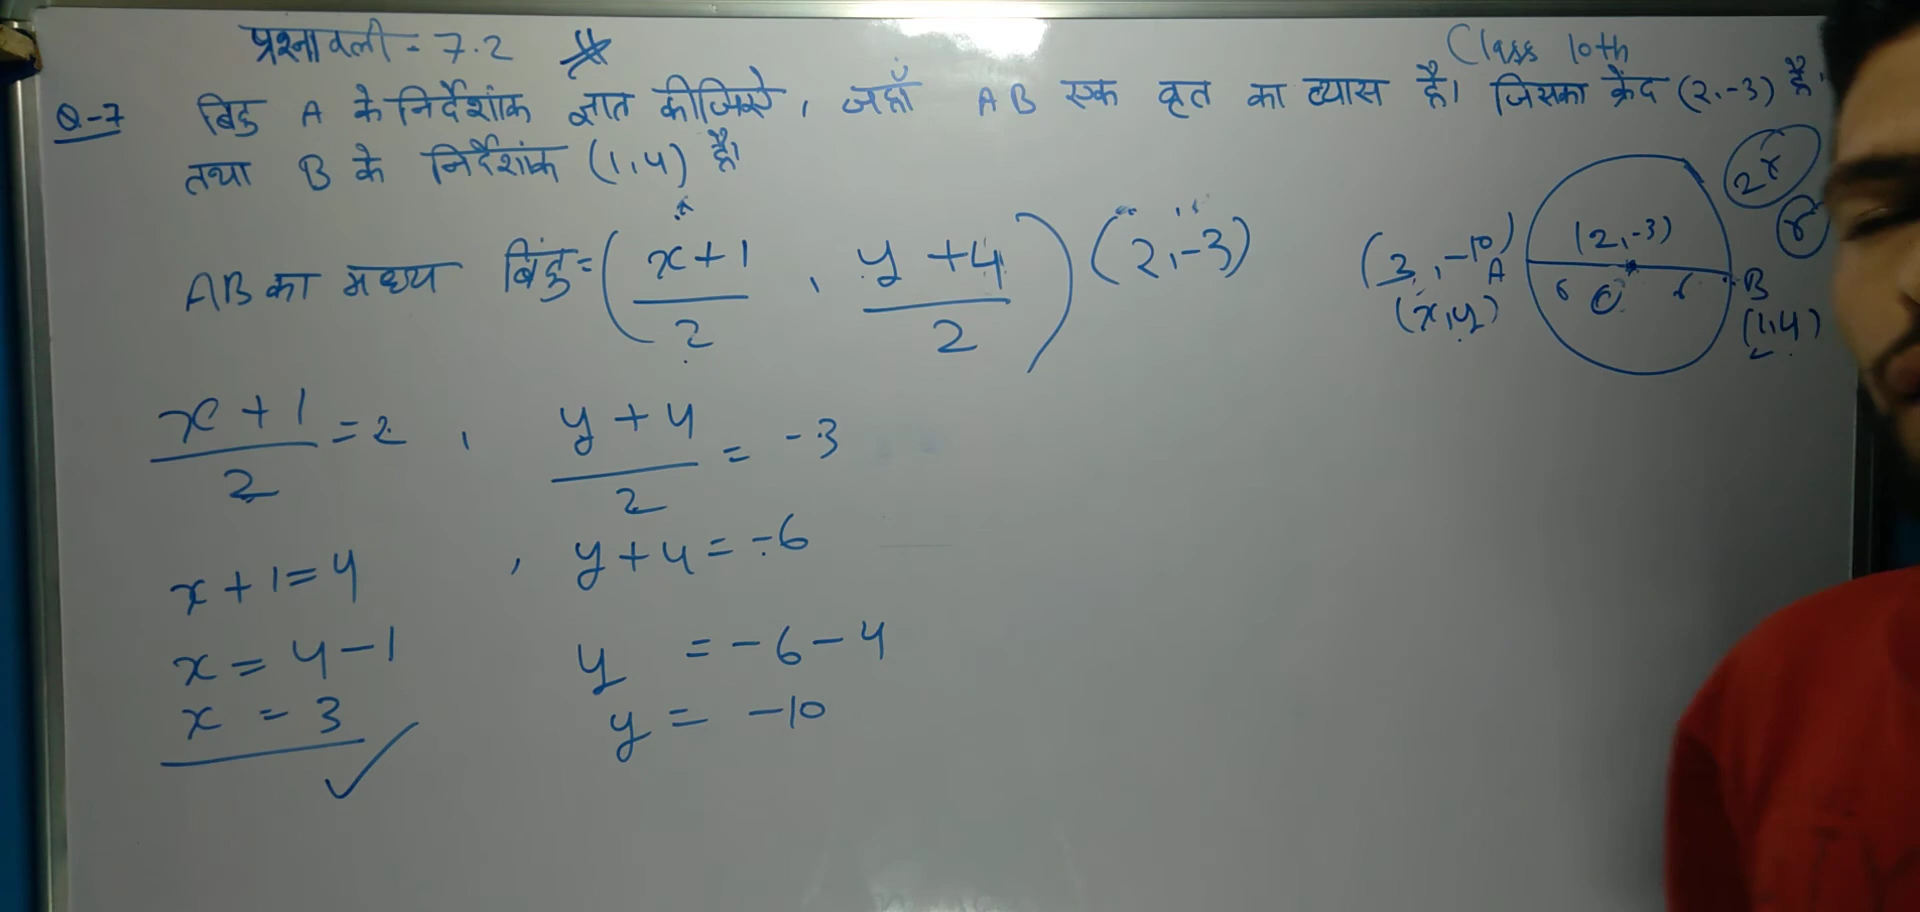 प्रश्नावली - 7.2
Class 10th
Q-7 बिंदु A के निर्देशांक ज्ञात कीजिये, जहाँ AB एक वृत का व्यास है। जिसका केंद्र (2,-3) है।
तथा B के निर्देशांक (1,4) है।
AB का मध्य बिंदु = ( x+1 / 2 , y+4 / 2 ) (2,-3)
x+1 / 2 = 2 , y+4 / 2 = -3
x+1=4 , y+4=-6
x=4-1 y = -6-4
x = 3 y = -10
2r
r
(2,-3)
(3,-10) A
(x,y)
C
B
(1,4)